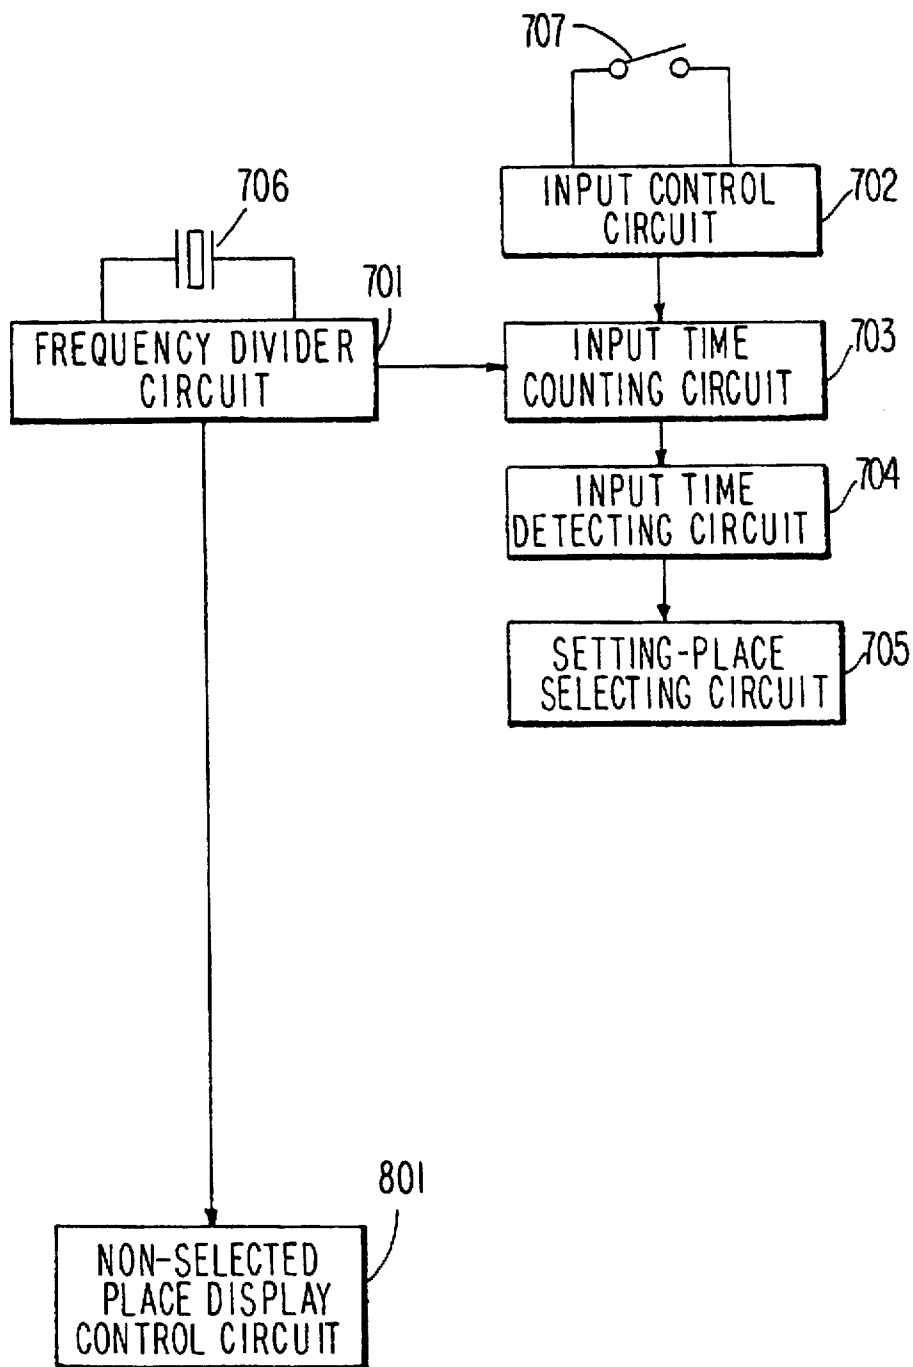 707
INPUT CONTROL
CIRCUIT
702
706
701
FREQUENCY DIVIDER
CIRCUIT
INPUT TIME
COUNTING CIRCUIT
703
INPUT TIME
DETECTING CIRCUIT
704
SETTING-PLACE
SELECTING CIRCUIT
705
801
NON-SELECTED
PLACE DISPLAY
CONTROL CIRCUIT